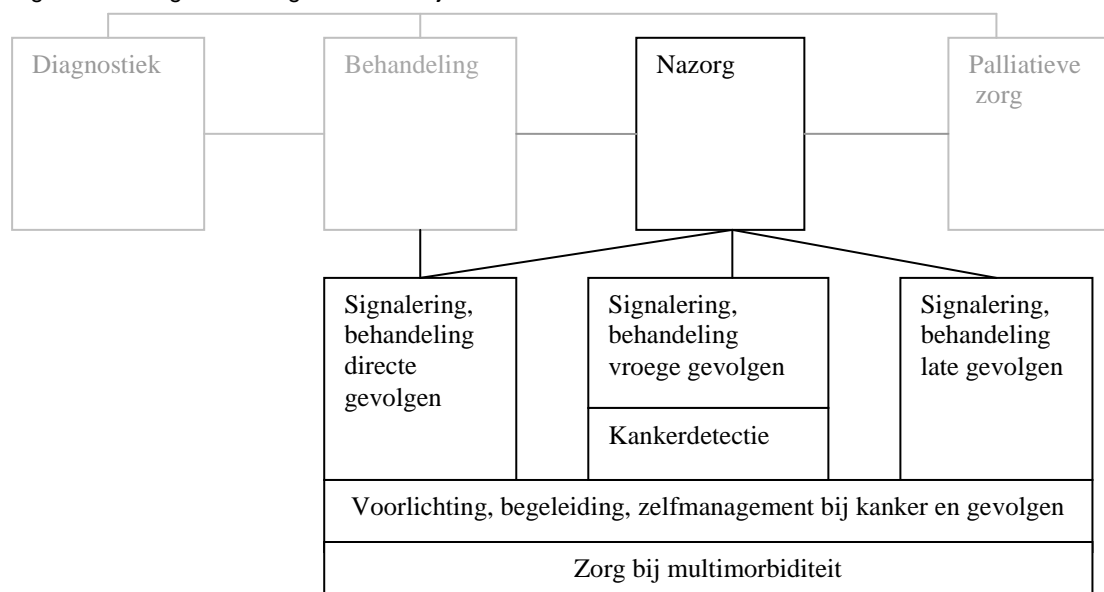 Diagnostiek
Behandeling
Nazorg
Palliatieve
zorg
Signalering,
behandeling
directe
gevolgen
Signalering,
behandeling
vroege gevolgen
Kankerdetectie
Signalering,
behandeling
late gevolgen
Voorlichting, begeleiding, zelfmanagement bij kanker en gevolgen
Zorg bij multimorbiditeit